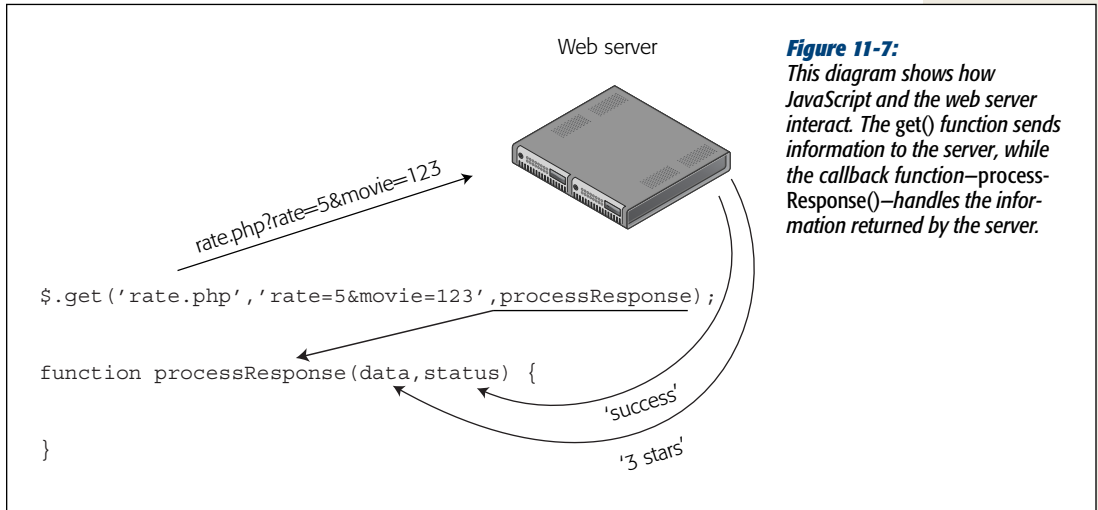 Web server
rate.php?rate=5&movie=123
$.get('rate.php','rate=5&movie=123',processResponse);
function processResponse(data,status) {
'success'
'3 stars'
}
Figure 11-7:
This diagram shows how
JavaScript and the web server
interact. The get() function sends
information to the server, while
the callback function—process-
Response()—handles the infor-
mation returned by the server.